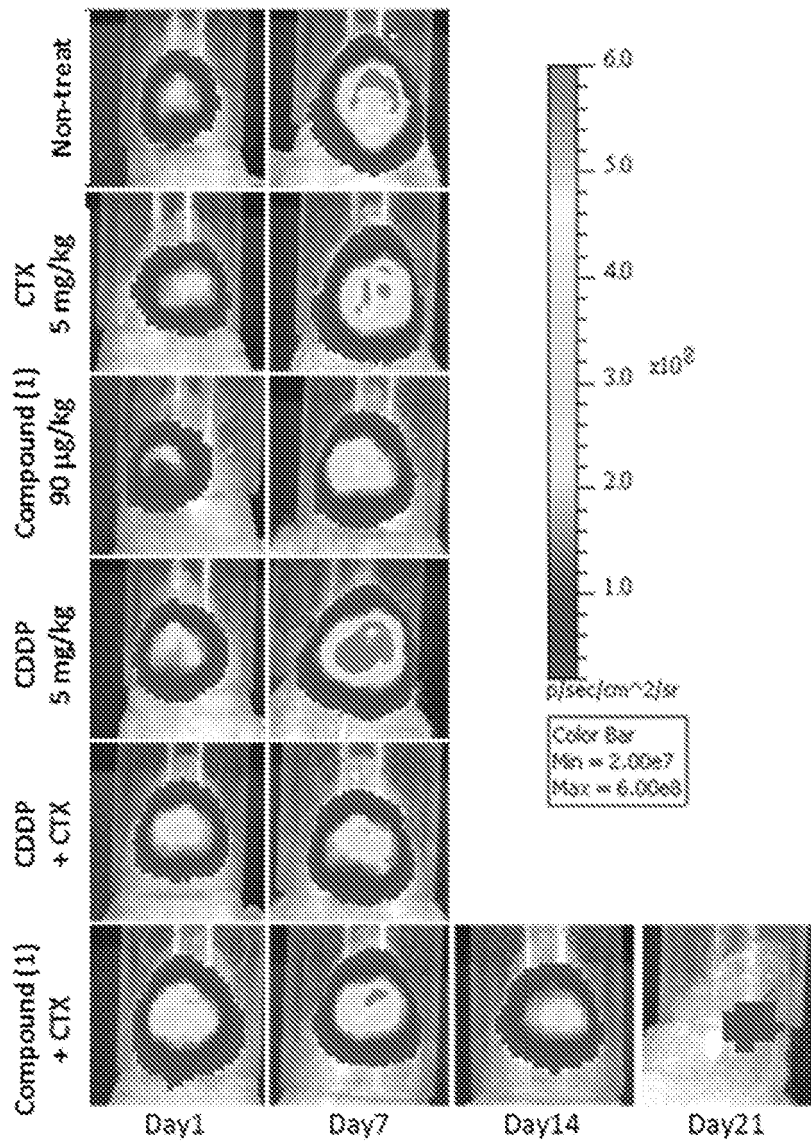 Non-treat
CTX
5 mg/kg
Compound (1)
90 µg/kg
CDDP
5 mg/kg
CDDP
+ CTX
Compound (1)
+ CTX
Day1
Day7
Day14
Day21
6.0
5.0
4.0
3.0
x10^8
2.0
1.0
p/sec/cm^2/sr
Color Bar
Min = 2.00e7
Max = 6.00e8